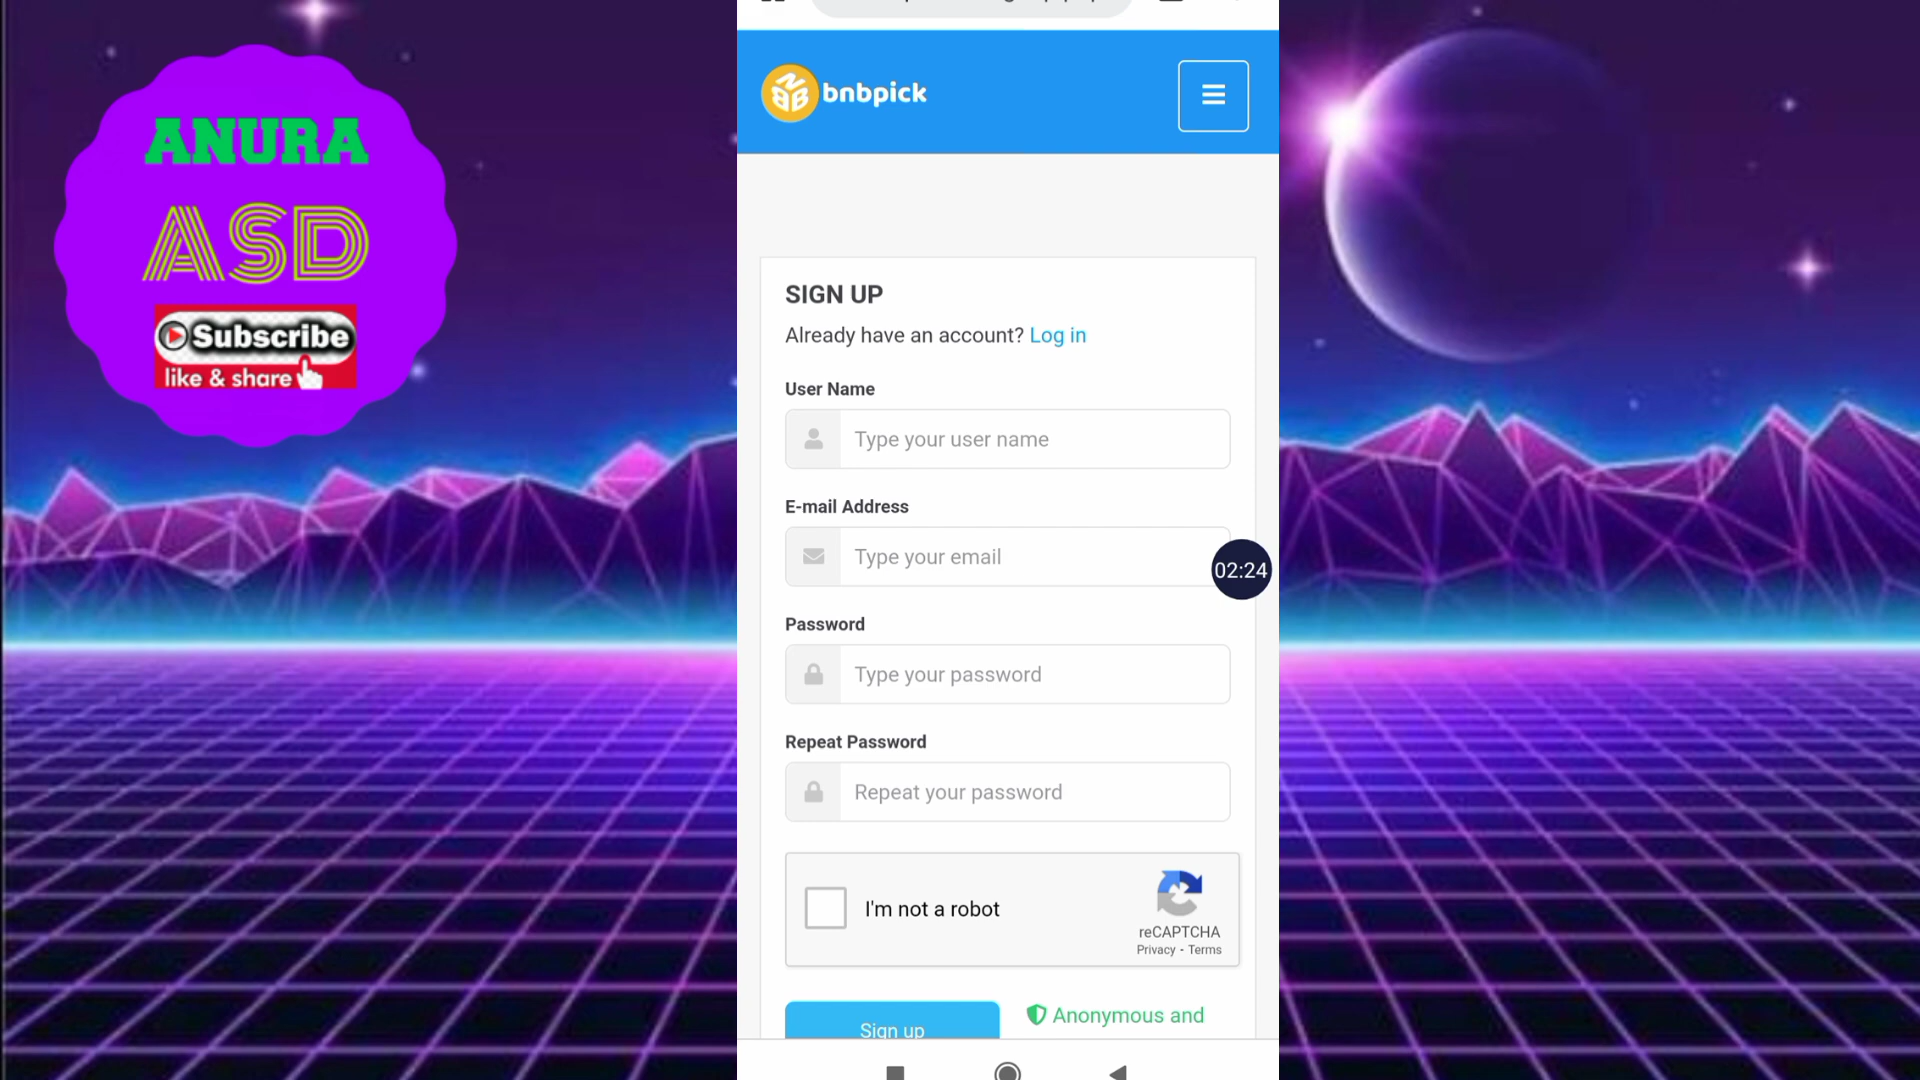 ANURA
ASD
Subscribe
like & share
bnbpick
SIGN UP
Already have an account? Log in
User Name
Type your user name
E-mail Address
Type your email
02:24
Password
Type your password
Repeat Password
Repeat your password
I'm not a robot
reCAPTCHA
Privacy - Terms
Sign up
Anonymous and